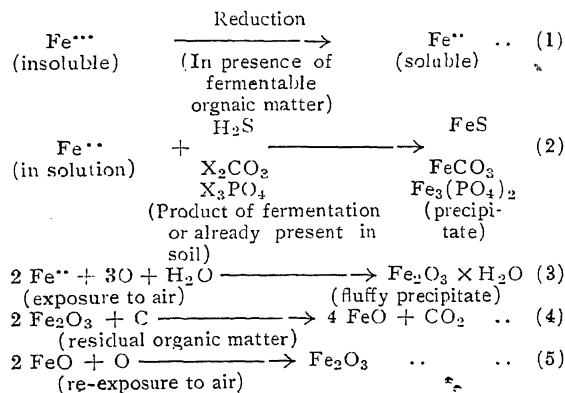 Reduction
Fe••• ⟶ Fe•• .. (1)
(insoluble) (In presence of (soluble)
fermentable
orgnaic matter)
H₂S FeS
Fe•• + ⟶ (2)
(in solution) X₂CO₃ FeCO₃
X₃PO₄ Fe₃(PO₄)₂
(Product of fermentation (precipi-
or already present in tate)
soil)
2 Fe•• + 3O + H₂O ⟶ Fe₂O₃ × H₂O (3)
(exposure to air) (fluffy precipitate)
2 Fe₂O₃ + C ⟶ 4 FeO + CO₂ .. (4)
(residual organic matter)
2 FeO + O ⟶ Fe₂O₃ .. .. (5)
(re-exposure to air)